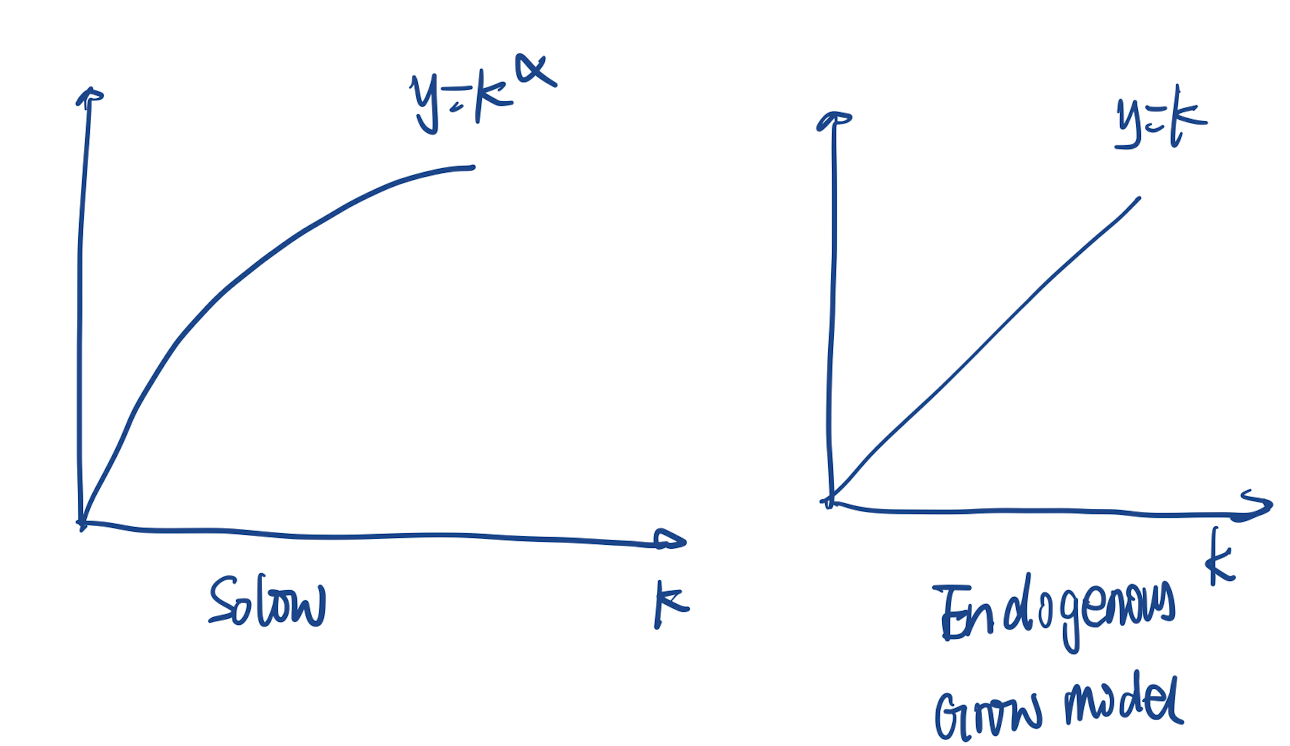 y=k^α
Solow
k
y=k
k
Endogenous
Grow model